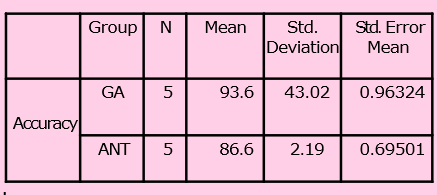 Group N Mean Std. Deviation Std. Error Mean
Accuracy GA 5 93.6 43.02 0.96324
ANT 5 86.6 2.19 0.69501